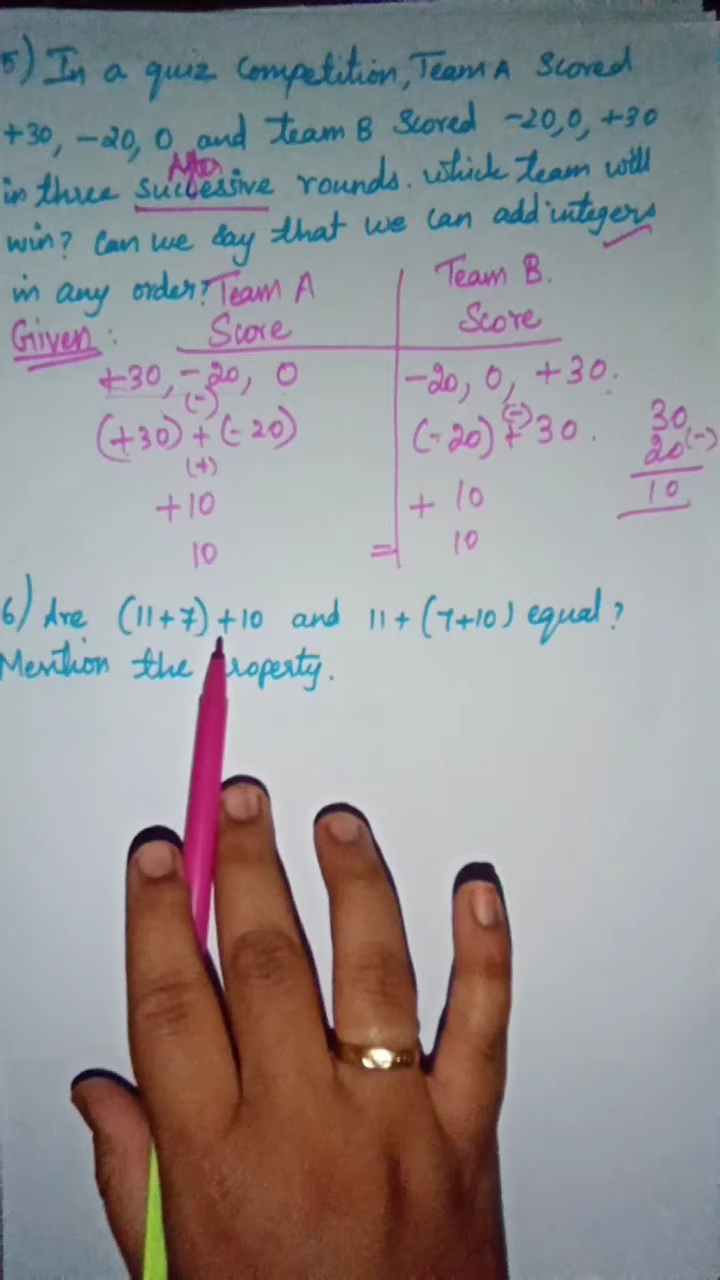 5) In a quiz Competition, Team A Scored
+30, -20, 0 and team B Scored -20, 0, +30
in three successive rounds. which team will
win? Can we say that we can add integers
in any order?
Team A Team B.
Given: Score Score
+30, -20, 0 -20, 0, +30.
(-) (-)
(+30) + (-20) (-20) + 30. 30
(+) 20(-)
+10 + 10 10
10 = 10
6) Are (11+7)+10 and 11+(7+10) equal?
Mention the property.